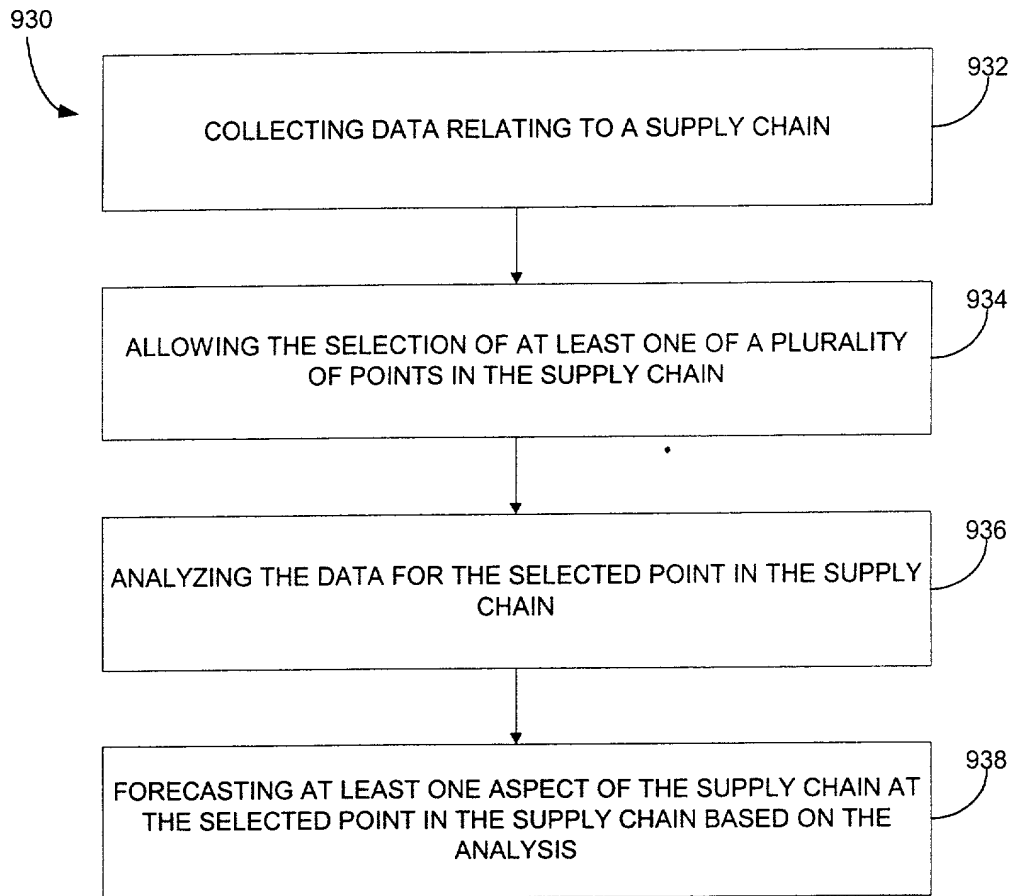 930
932
COLLECTING DATA RELATING TO A SUPPLY CHAIN
934
ALLOWING THE SELECTION OF AT LEAST ONE OF A PLURALITY
OF POINTS IN THE SUPPLY CHAIN
936
ANALYZING THE DATA FOR THE SELECTED POINT IN THE SUPPLY
CHAIN
938
FORECASTING AT LEAST ONE ASPECT OF THE SUPPLY CHAIN AT
THE SELECTED POINT IN THE SUPPLY CHAIN BASED ON THE
ANALYSIS